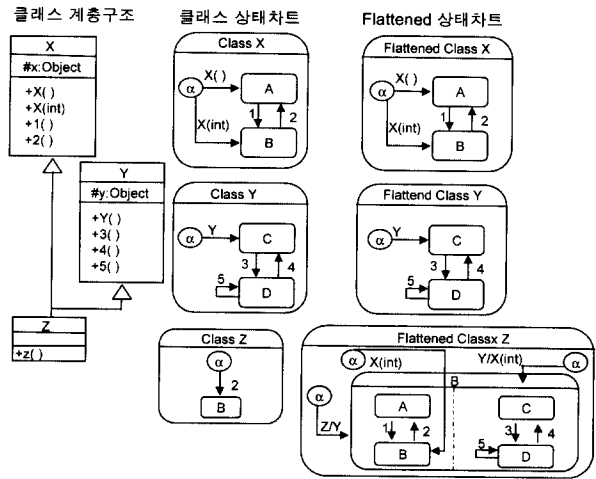 클래스 계층구조
클래스 상태차트
Flattened 상태차트
X
#x:Object
+X( )
+X(int)
+1( )
+2( )
Y
#y:Object
+Y( )
+3( )
+4( )
+5( )
Z
+z( )
Class X
α
X( )
A
1
2
X(int)
B
Flattened Class X
α
X( )
A
1
2
X(int)
B
Class Y
α
Y
C
3
4
5
D
Flattend Class Y
α
Y
C
3
4
5
D
Class Z
α
2
B
Flattened Classx Z
α
X(int)
Y/X(int)
α
B
α
Z/Y
A
1
2
B
C
3
4
5
D